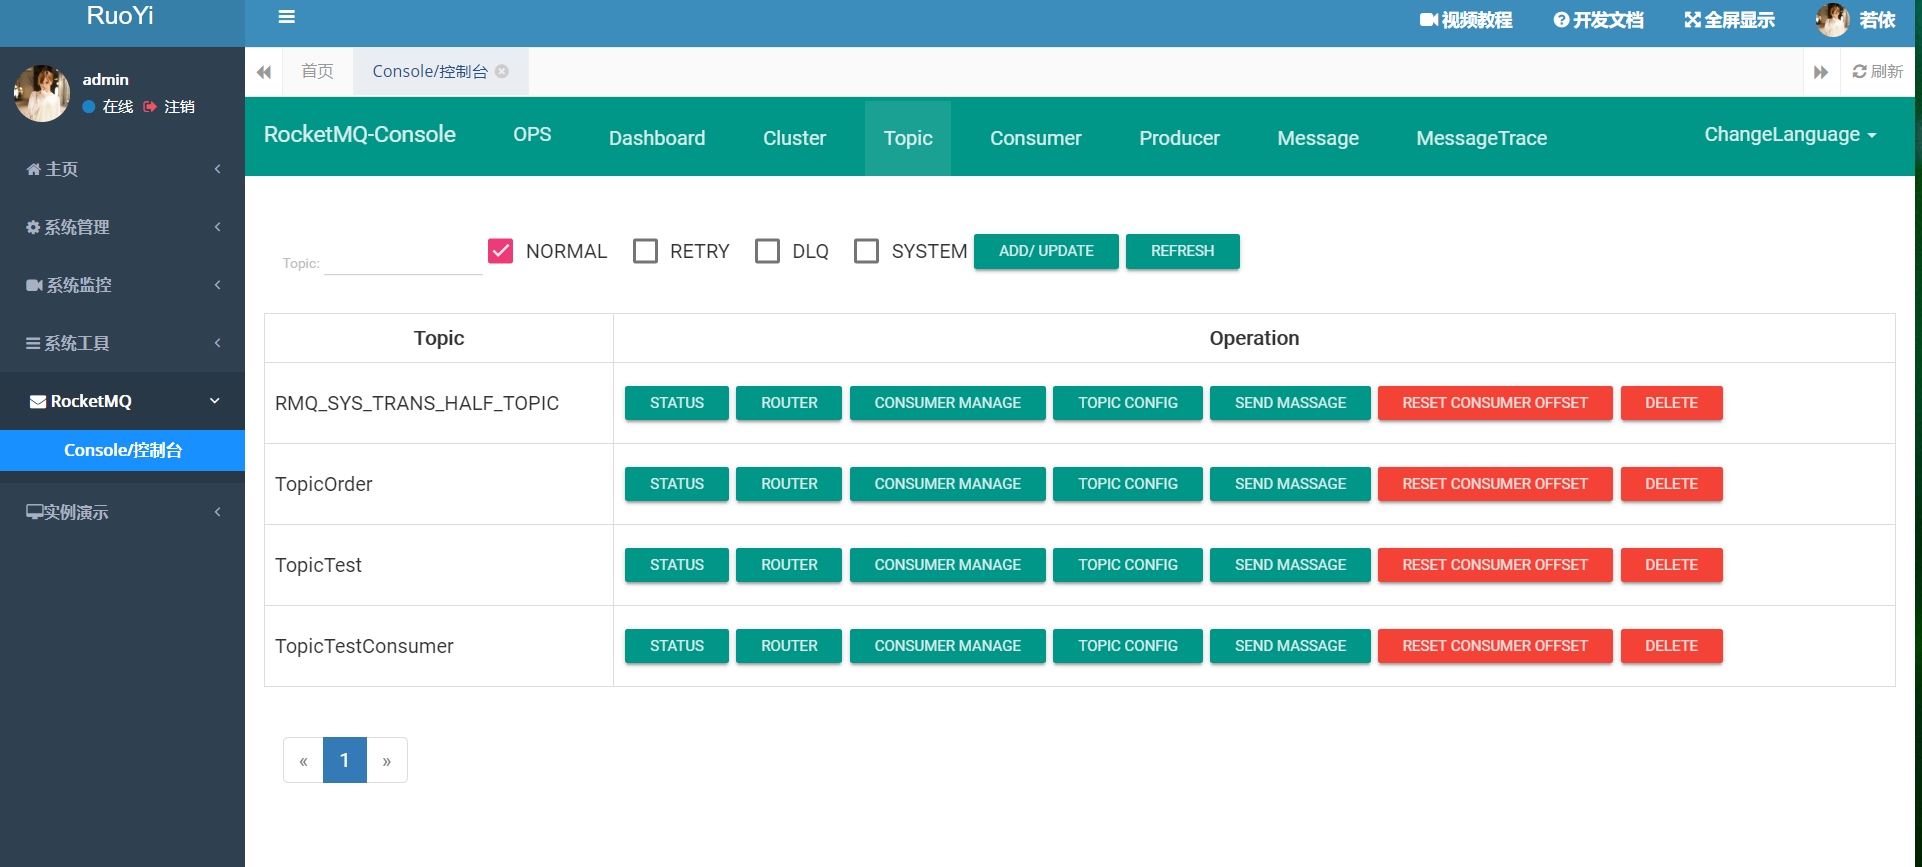 RuoYi
视频教程 开发文档 全屏显示 若依
admin
在线 注销
首页 Console/控制台 刷新
主页
系统管理
系统监控
系统工具
RocketMQ
Console/控制台
实例演示
RocketMQ-Console OPS Dashboard Cluster Topic Consumer Producer Message MessageTrace ChangeLanguage
Topic: NORMAL RETRY DLQ SYSTEM ADD/ UPDATE REFRESH
Topic Operation
RMQ_SYS_TRANS_HALF_TOPIC STATUS ROUTER CONSUMER MANAGE TOPIC CONFIG SEND MASSAGE RESET CONSUMER OFFSET DELETE
TopicOrder STATUS ROUTER CONSUMER MANAGE TOPIC CONFIG SEND MASSAGE RESET CONSUMER OFFSET DELETE
TopicTest STATUS ROUTER CONSUMER MANAGE TOPIC CONFIG SEND MASSAGE RESET CONSUMER OFFSET DELETE
TopicTestConsumer STATUS ROUTER CONSUMER MANAGE TOPIC CONFIG SEND MASSAGE RESET CONSUMER OFFSET DELETE
« 1 »